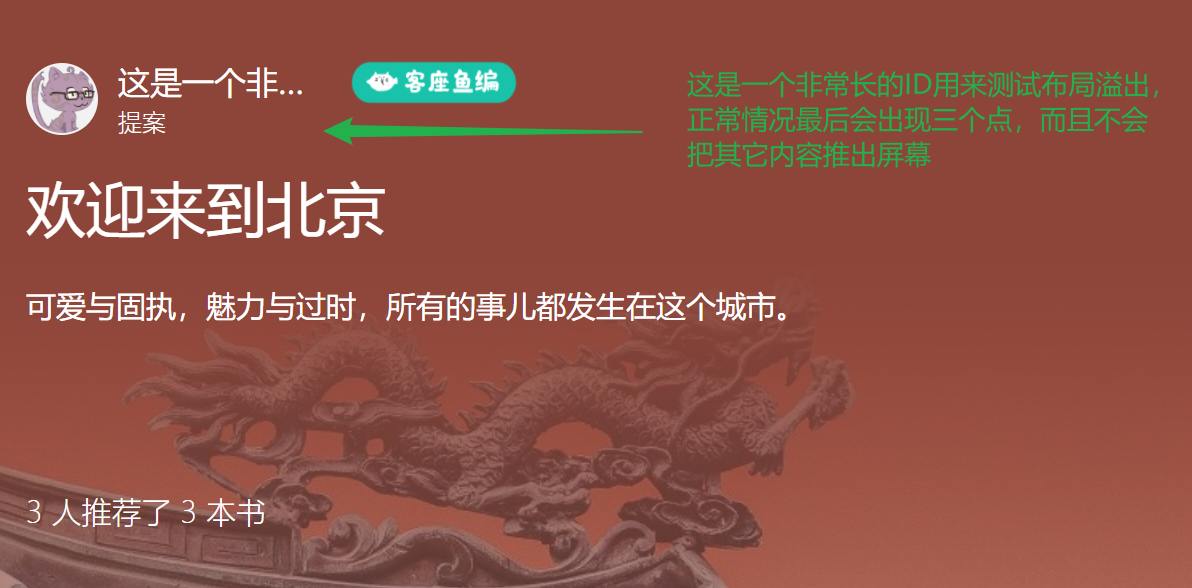 这是一个非...
客座鱼编
提案
这是一个非常长的ID用来测试布局溢出，
正常情况最后会出现三个点，而且不会
把其它内容推出屏幕
欢迎来到北京
可爱与固执，魅力与过时，所有的事儿都发生在这个城市。
3 人推荐了 3 本书